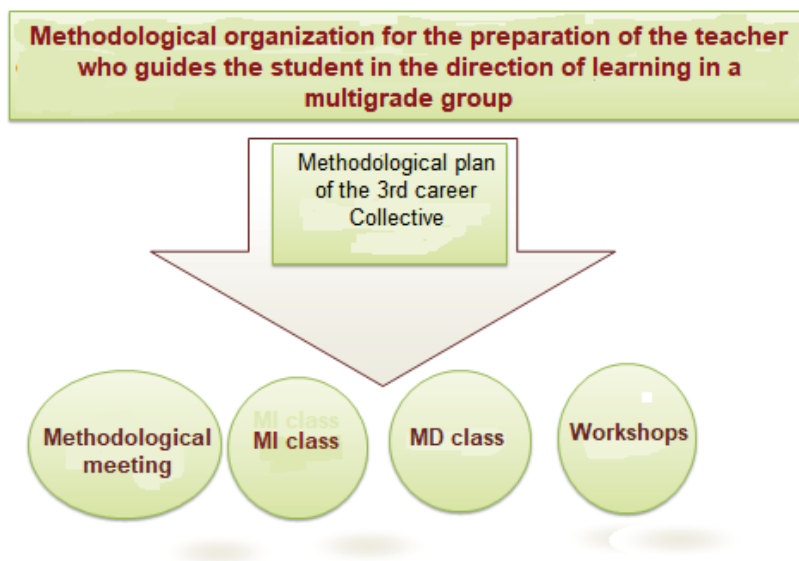 Methodological organization for the preparation of the teacher
who guides the student in the direction of learning in a
multigrade group
Methodological plan
of the 3rd career
Collective
Methodological
meeting
MI class
MI class
MD class
Workshops